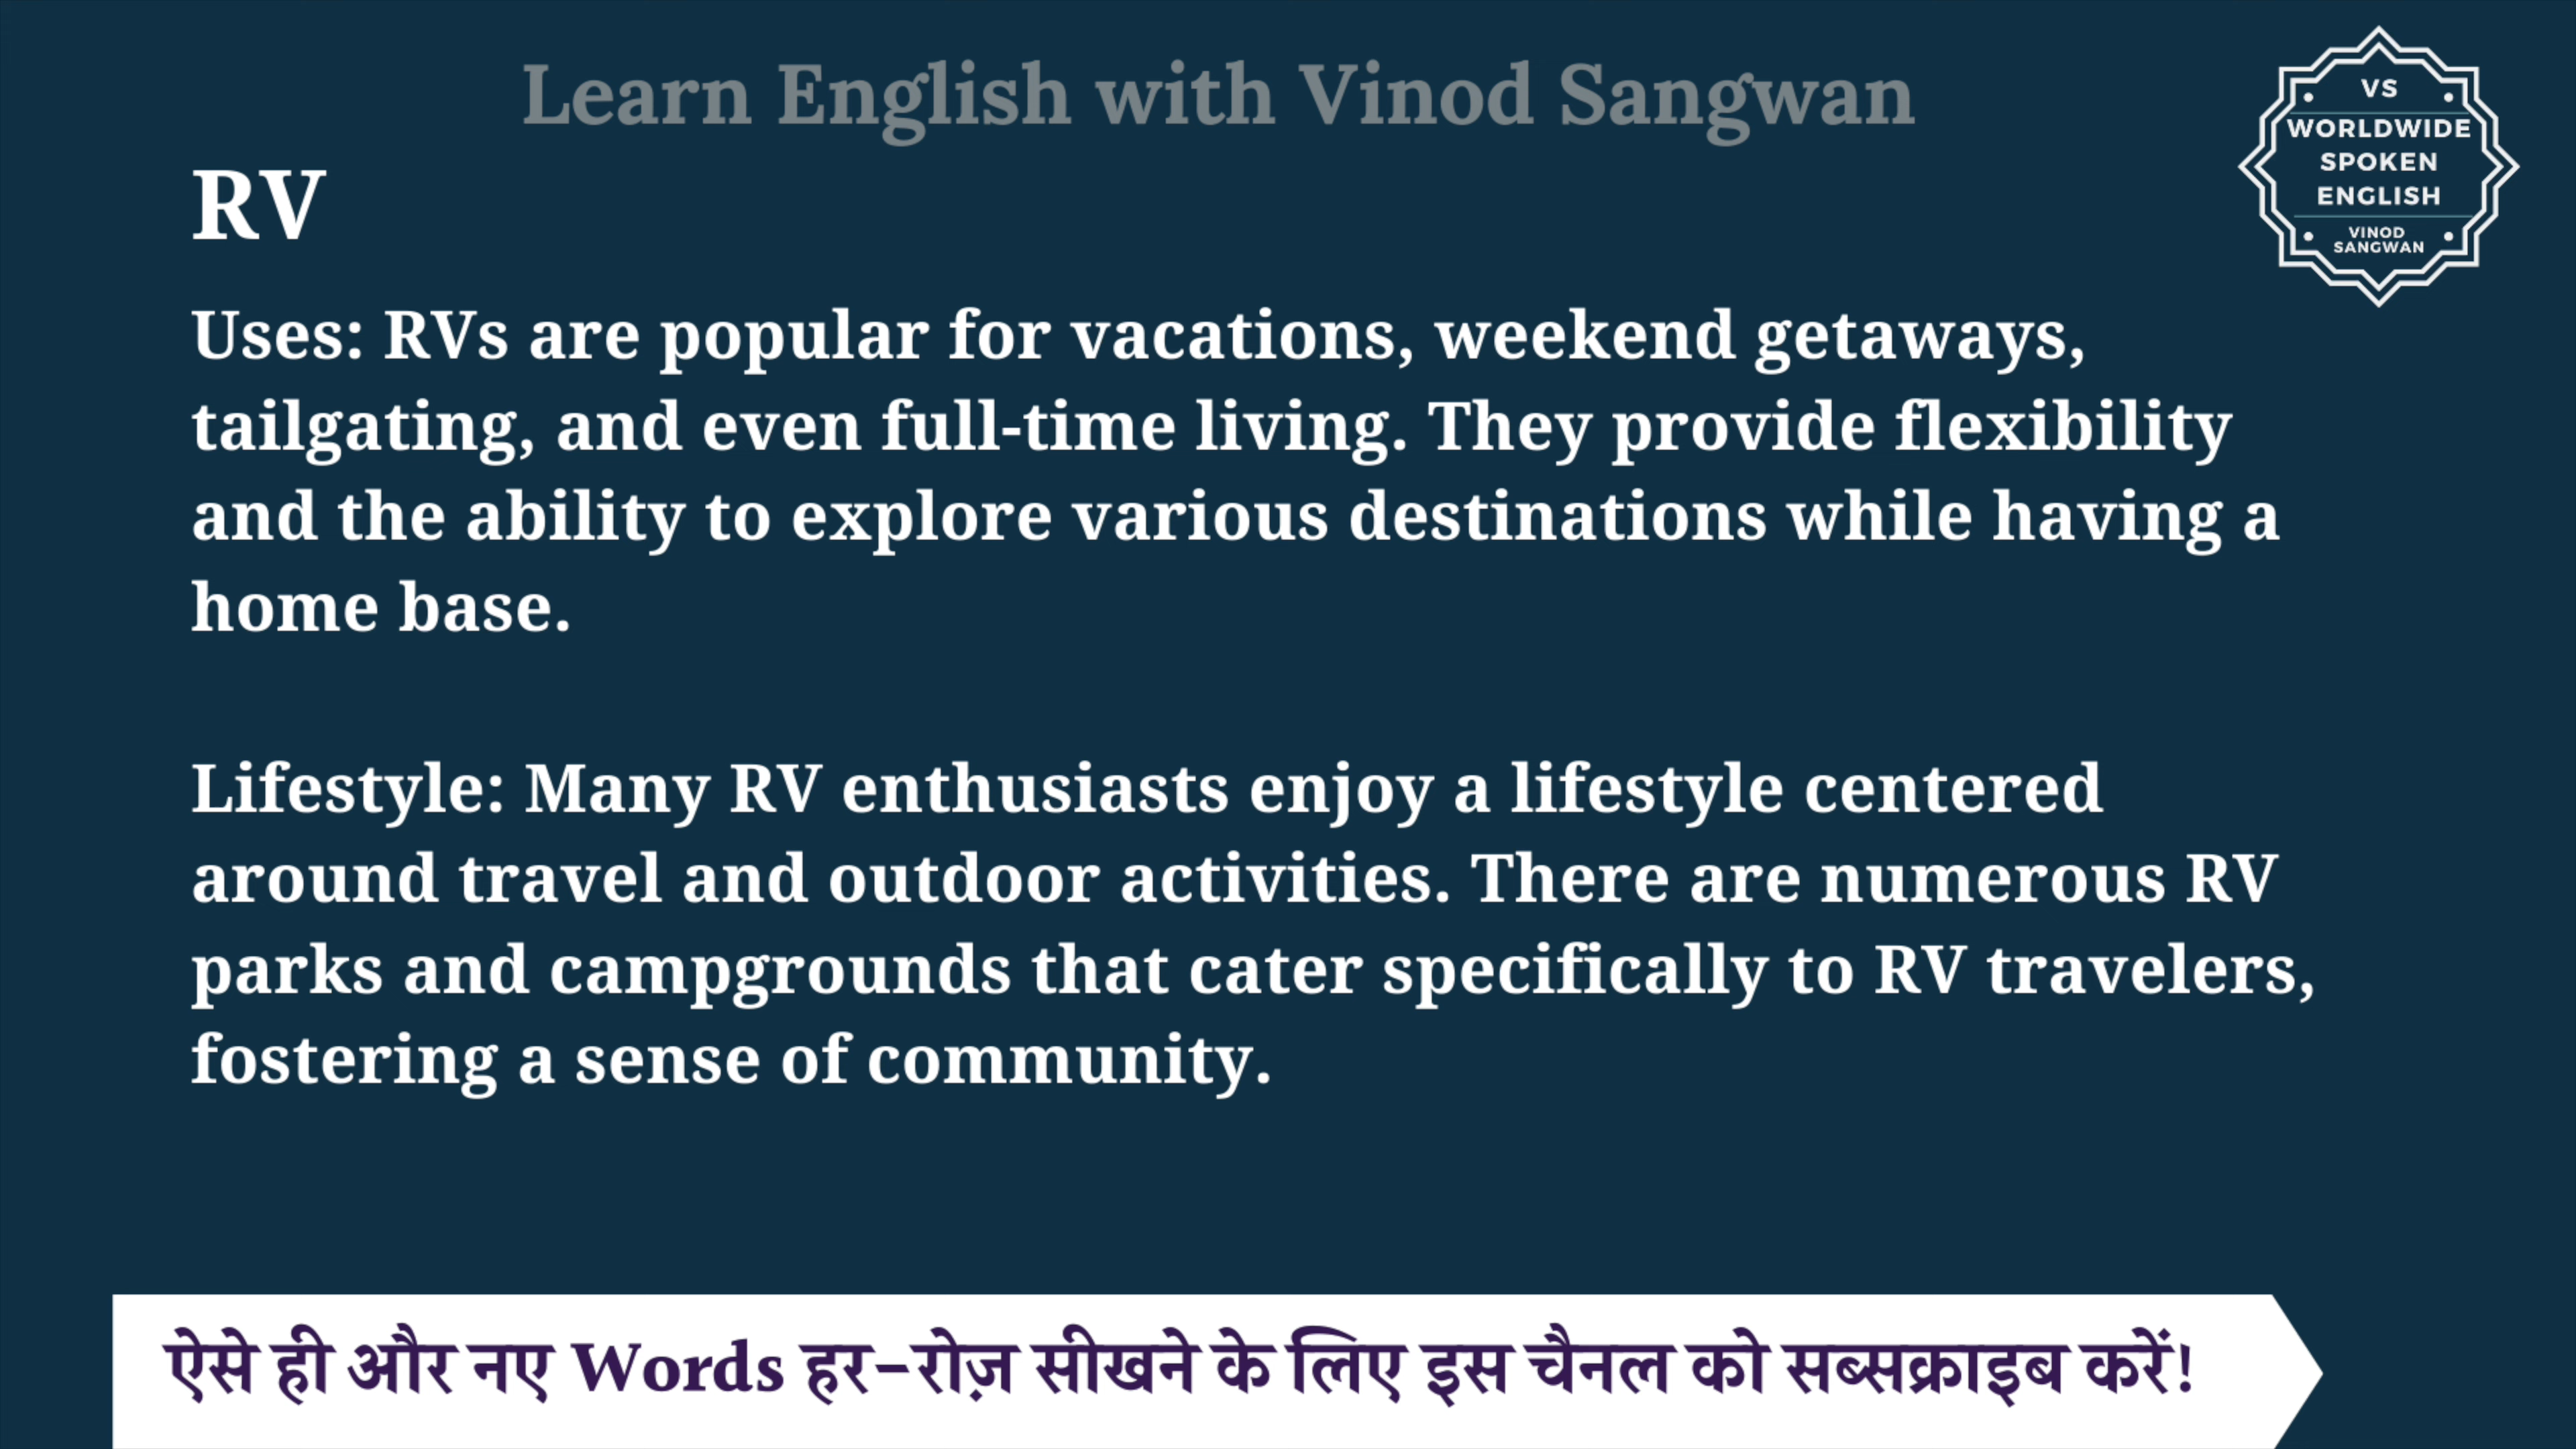 Learn English with Vinod Sangwan
VS
WORLDWIDE
SPOKEN
ENGLISH
VINOD
SANGWAN
RV
Uses: RVs are popular for vacations, weekend getaways,
tailgating, and even full-time living. They provide flexibility
and the ability to explore various destinations while having a
home base.
Lifestyle: Many RV enthusiasts enjoy a lifestyle centered
around travel and outdoor activities. There are numerous RV
parks and campgrounds that cater specifically to RV travelers,
fostering a sense of community.
ऐसे ही और नए Words हर-रोज़ सीखने के लिए इस चैनल को सब्सक्राइब करें!